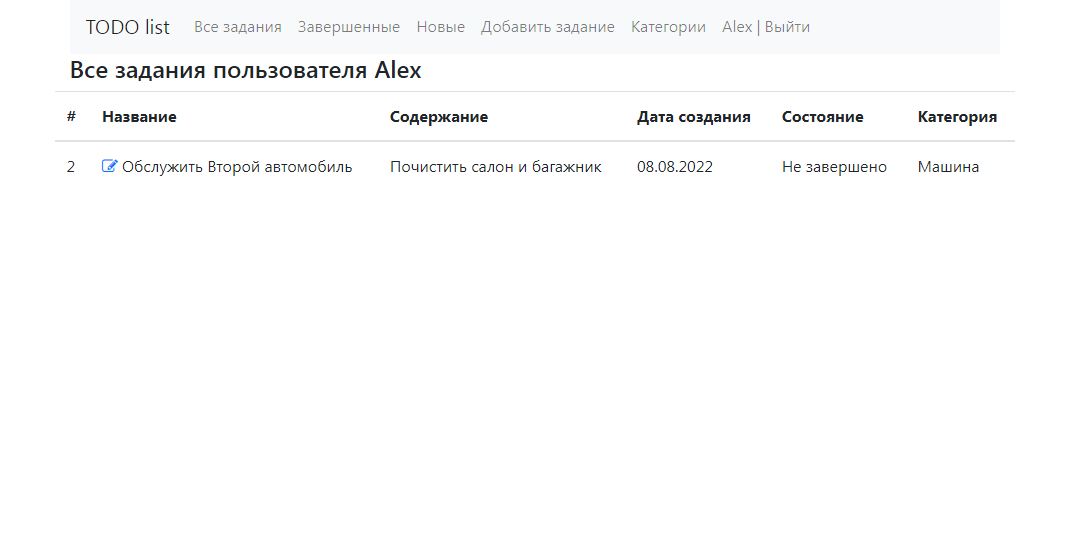 TODO list Все задания Завершенные Новые Добавить задание Категории Alex | Выйти
Все задания пользователя Alex
# Название Содержание Дата создания Состояние Категория
2 Обслужить Второй автомобиль Почистить салон и багажник 08.08.2022 Не завершено Машина